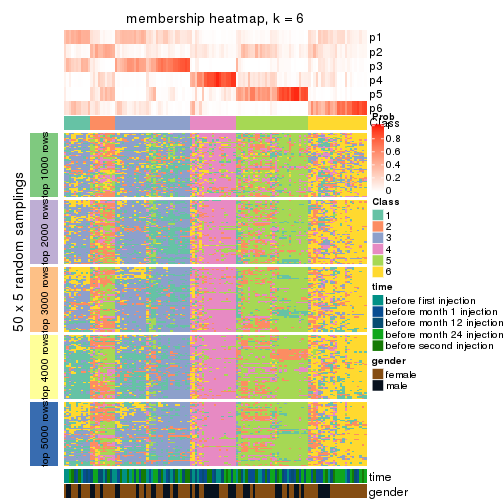 membership heatmap, k = 6
p1
p2
p3
p4
p5
p6
Class
Prob
1
0.8
0.6
0.4
0.2
0
Class
1
2
3
4
5
6
time
before first injection
before month 1 injection
before month 12 injection
before month 24 injection
before second injection
gender
female
male
50 x 5 random samplings
top 1000 rows
top 2000 rows
top 3000 rows
top 4000 rows
top 5000 rows
time
gender